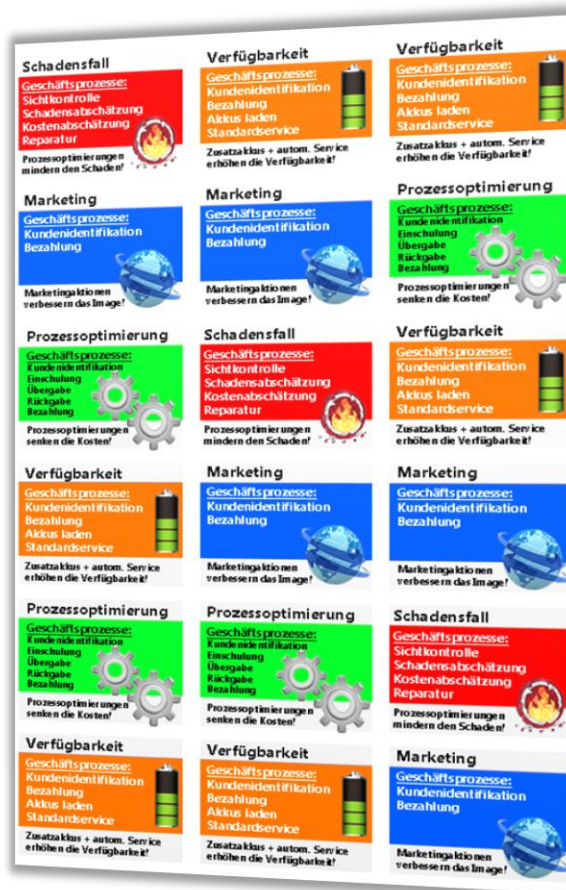 Schadensfall
Geschäftsprozesse:
Sichtkontrolle
Schadensabschätzung
Kostenabschätzung
Reparatur
Prozessoptimierungen
mindern den Schaden!
Verfügbarkeit
Geschäftsprozesse:
Kundenidentifikation
Bezahlung
Akkus laden
Standardservice
Zusatzakkus + autom. Service
erhöhen die Verfügbarkeit!
Verfügbarkeit
Geschäftsprozesse:
Kundenidentifikation
Bezahlung
Akkus laden
Standardservice
Zusatzakkus + autom. Service
erhöhen die Verfügbarkeit!
Marketing
Geschäftsprozesse:
Kundenidentifikation
Bezahlung
Marketingaktionen
verbessern das Image!
Marketing
Geschäftsprozesse:
Kundenidentifikation
Bezahlung
Marketingaktionen
verbessern das Image!
Prozessoptimierung
Geschäftsprozesse:
Kundenidentifikation
Einschulung
Übergabe
Rückgabe
Bezahlung
Prozessoptimierungen
senken die Kosten!
Prozessoptimierung
Geschäftsprozesse:
Kundenidentifikation
Einschulung
Übergabe
Rückgabe
Bezahlung
Prozessoptimierungen
senken die Kosten!
Schadensfall
Geschäftsprozesse:
Sichtkontrolle
Schadensabschätzung
Kostenabschätzung
Reparatur
Prozessoptimierungen
mindern den Schaden!
Verfügbarkeit
Geschäftsprozesse:
Kundenidentifikation
Bezahlung
Akkus laden
Standardservice
Zusatzakkus + autom. Service
erhöhen die Verfügbarkeit!
Verfügbarkeit
Geschäftsprozesse:
Kundenidentifikation
Bezahlung
Akkus laden
Standardservice
Zusatzakkus + autom. Service
erhöhen die Verfügbarkeit!
Marketing
Geschäftsprozesse:
Kundenidentifikation
Bezahlung
Marketingaktionen
verbessern das Image!
Marketing
Geschäftsprozesse:
Kundenidentifikation
Bezahlung
Marketingaktionen
verbessern das Image!
Prozessoptimierung
Geschäftsprozesse:
Kundenidentifikation
Einschulung
Übergabe
Rückgabe
Bezahlung
Prozessoptimierungen
senken die Kosten!
Prozessoptimierung
Geschäftsprozesse:
Kundenidentifikation
Einschulung
Übergabe
Rückgabe
Bezahlung
Prozessoptimierungen
senken die Kosten!
Schadensfall
Geschäftsprozesse:
Sichtkontrolle
Schadensabschätzung
Kostenabschätzung
Reparatur
Prozessoptimierungen
mindern den Schaden!
Verfügbarkeit
Geschäftsprozesse:
Kundenidentifikation
Bezahlung
Akkus laden
Standardservice
Zusatzakkus + autom. Service
erhöhen die Verfügbarkeit!
Verfügbarkeit
Geschäftsprozesse:
Kundenidentifikation
Bezahlung
Akkus laden
Standardservice
Zusatzakkus + autom. Service
erhöhen die Verfügbarkeit!
Marketing
Geschäftsprozesse:
Kundenidentifikation
Bezahlung
Marketingaktionen
verbessern das Image!